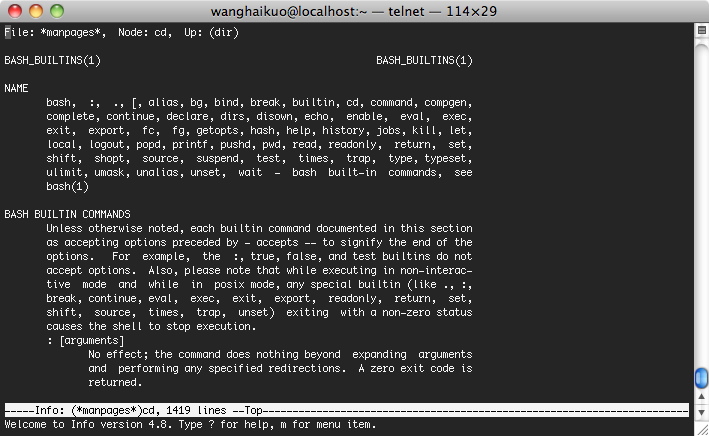 wanghaikuo@localhost:~ — telnet — 114×29
File: *manpages*,  Node: cd,  Up: (dir)
BASH_BUILTINS(1)                                       BASH_BUILTINS(1)
NAME
bash,  :,  ., [, alias, bg, bind, break, builtin, cd, command, compgen,
complete, continue, declare, dirs, disown, echo,  enable,  eval,  exec,
exit,  export,  fc,  fg, getopts, hash, help, history, jobs, kill, let,
local, logout, popd, printf, pushd, pwd, read, readonly,  return,  set,
shift,  shopt,  source,  suspend,  test,  times,  trap,  type, typeset,
ulimit, umask, unalias, unset,  wait  - bash  built-in  commands,  see
bash(1)
BASH BUILTIN COMMANDS
Unless otherwise noted, each builtin command documented in this section
as accepting options preceded by - accepts -- to signify the end of the
options.   For  example,  the  :, true, false, and test builtins do not
accept options.  Also, please note that while executing in non-interac-
tive  mode  and  while  in  posix mode, any special builtin (like ., :,
break, continue, eval,  exec,  exit,  export,  readonly,  return,  set,
shift,  source,  times,  trap,  unset)  exiting  with a non-zero status
causes the shell to stop execution.
: [arguments]
No effect; the command does nothing beyond  expanding  arguments
and  performing any specified redirections.  A zero exit code is
returned.
-----Info: (*manpages*)cd, 1419 lines --Top-------------------------------------------------------------
Welcome to Info version 4.8. Type ? for help, m for menu item.